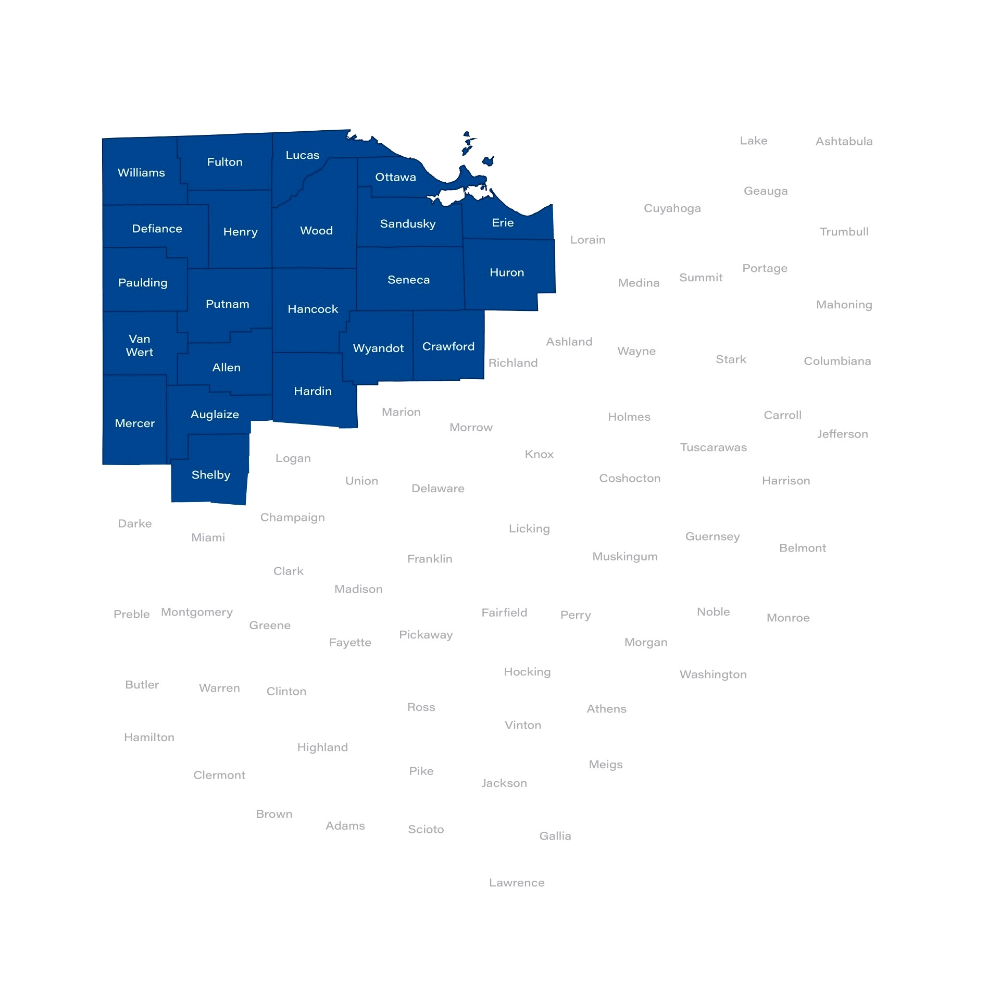 Lake
Ashtabula
Lucas
Fulton
Williams
Ottawa
Geauga
Cuyahoga
Erie
Sandusky
Defiance
Wood
Henry
Trumbull
Lorain
Portage
Huron
Summit
Seneca
Paulding
Medina
Putnam
Mahoning
Hancock
Van
Wert
Ashland
Crawford
Wyandot
Wayne
Stark
Columbiana
Richland
Allen
Hardin
Marion
Auglaize
Carroll
Holmes
Mercer
Morrow
Jefferson
Tuscarawas
Knox
Logan
Shelby
Coshocton
Union
Harrison
Delaware
Champaign
Darke
Licking
Guernsey
Miami
Belmont
Muskingum
Franklin
Clark
Madison
Noble
Montgomery
Fairfield
Preble
Perry
Monroe
Greene
Pickaway
Fayette
Morgan
Hocking
Washington
Butler
Warren
Clinton
Ross
Athens
Vinton
Hamilton
Highland
Meigs
Pike
Clermont
Jackson
Brown
Adams
Scioto
Gallia
Lawrence